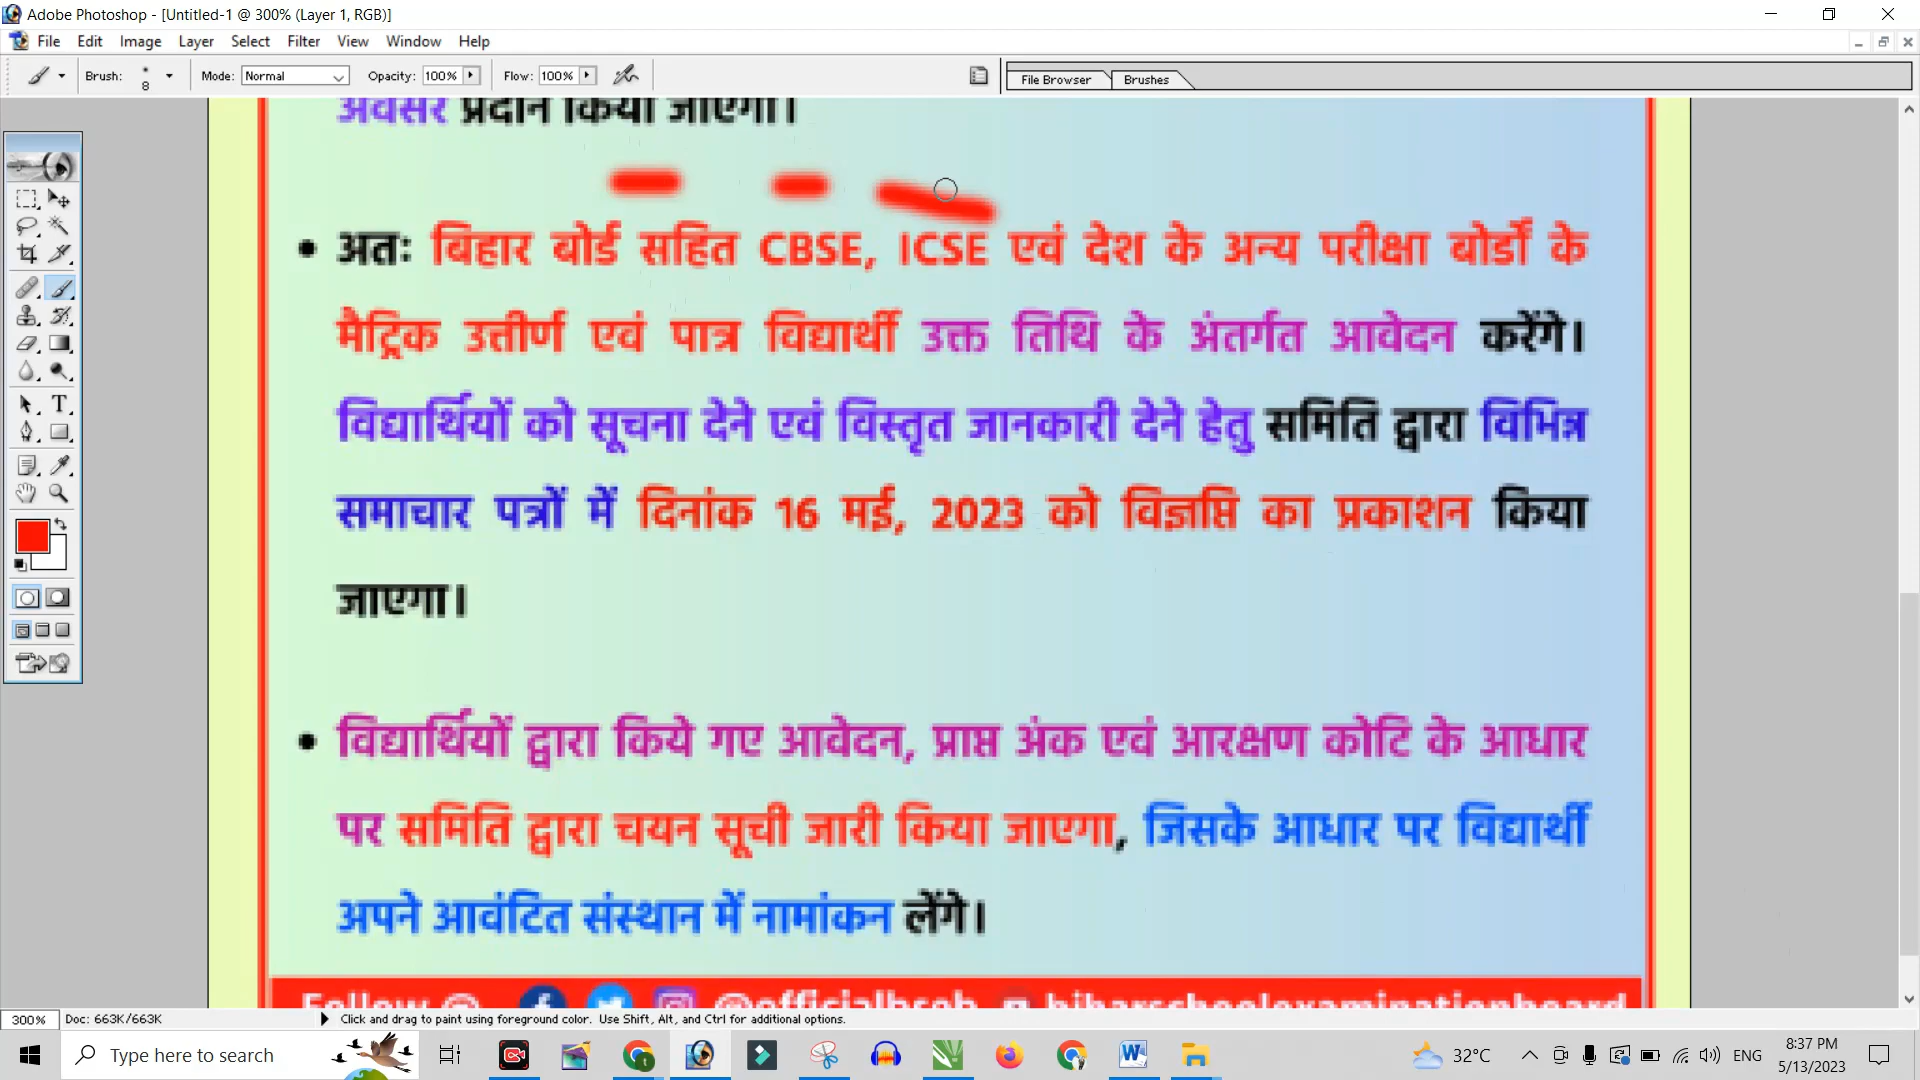 Adobe Photoshop - [Untitled-1 @ 300% (Layer 1, RGB)]
File Edit Image Layer Select Filter View Window Help
Brush: 8 Mode: Normal Opacity: 100% Flow: 100% File Browser Brushes
अवसर प्रदान किया जाएगा।
• अतः बिहार बोर्ड सहित CBSE, ICSE एवं देश के अन्य परीक्षा बोर्डों के
मैट्रिक उत्तीर्ण एवं पात्र विद्यार्थी उक्त तिथि के अंतर्गत आवेदन करेंगे।
विद्यार्थियों को सूचना देने एवं विस्तृत जानकारी देने हेतु समिति द्वारा विभिन्न
समाचार पत्रों में दिनांक 16 मई, 2023 को विज्ञप्ति का प्रकाशन किया
जाएगा।
• विद्यार्थियों द्वारा किये गए आवेदन, प्राप्त अंक एवं आरक्षण कोटि के आधार
पर समिति द्वारा चयन सूची जारी किया जाएगा, जिसके आधार पर विद्यार्थी
अपने आवंटित संस्थान में नामांकन लेंगे।
Follow @ @officialbseb biharschoolexaminationboard
300% Doc: 663K/663K Click and drag to paint using foreground color. Use Shift, Alt, and Ctrl for additional options.
Type here to search 32°C ENG 8:37 PM
5/13/2023